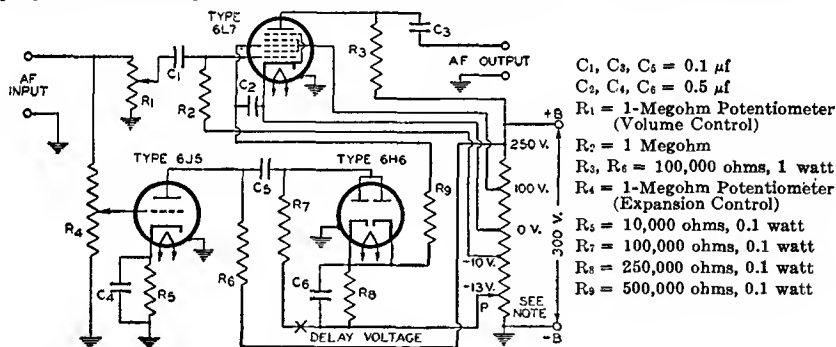 TYPE
6L7
C3
AF
INPUT
R1
C1
R2
C2
R3
AF OUTPUT
+B
250 V.
100 V.
0 V.
-10 V.
-13 V.
P
300 V.
SEE
NOTE
-B
TYPE 6J5
C5
TYPE 6H6
R4
C4
R5
R6
R7
C6
R8
R9
DELAY VOLTAGE
C₁, C₃, C₅ = 0.1 μf
C₂, C₄, C₆ = 0.5 μf
R₁ = 1-Megohm Potentiometer
(Volume Control)
R₂ = 1 Megohm
R₃, R₆ = 100,000 ohms, 1 watt
R₄ = 1-Megohm Potentiometer
(Expansion Control)
R₅ = 10,000 ohms, 0.1 watt
R₇ = 100,000 ohms, 0.1 watt
R₈ = 250,000 ohms, 0.1 watt
R₉ = 500,000 ohms, 0.1 watt